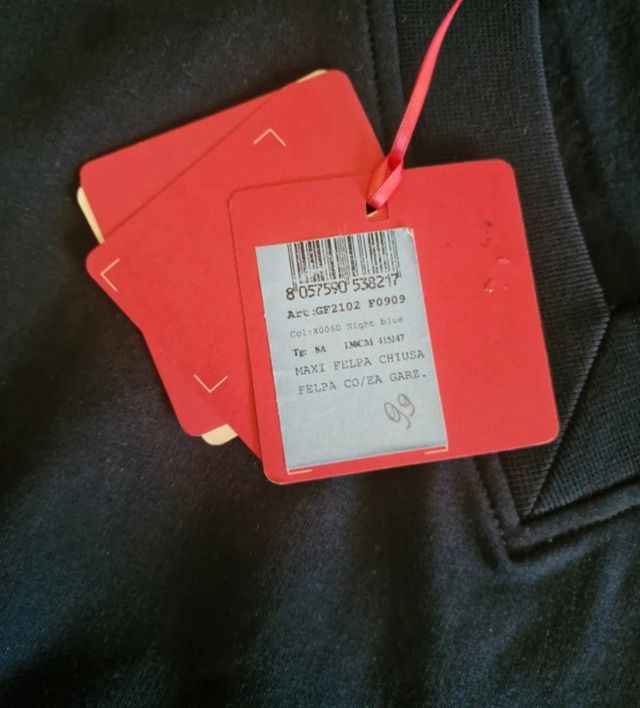 8 057590 538217
Art:GF2102 F0909
Col:X0060 Night blue
Tg: 8A 130CM 415147
MAXI FELPA CHIUSA
FELPA CO/EA GARZ.
99